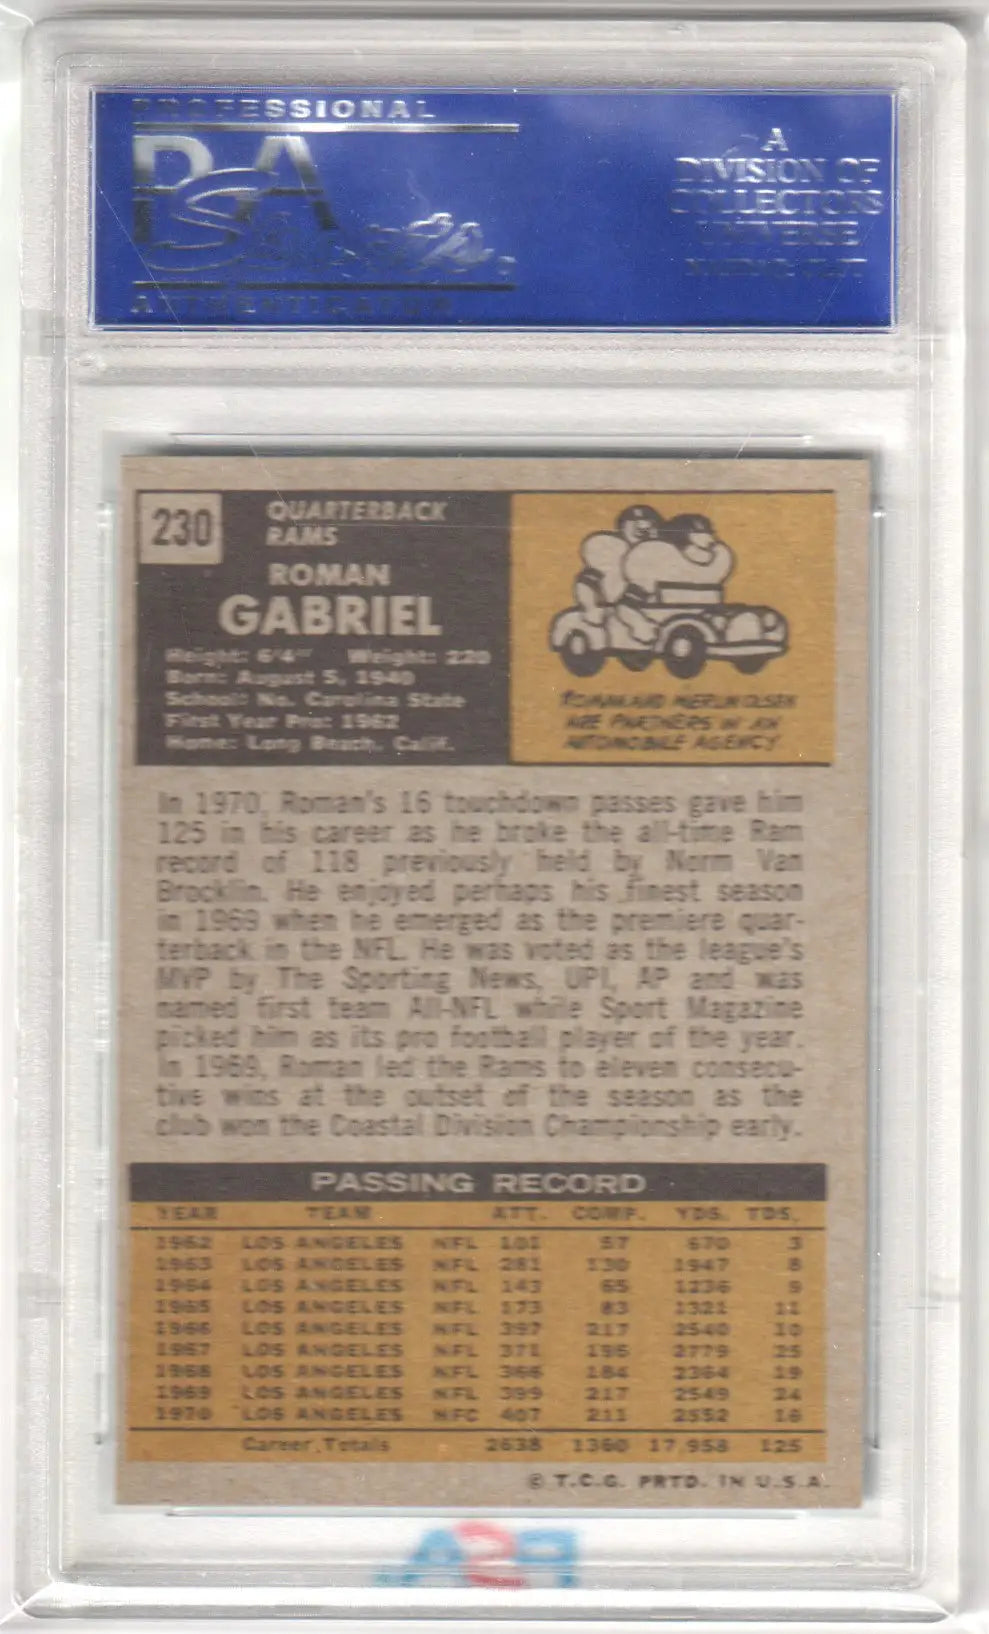 PROFESSIONAL
PSA
AUTHENTICATOR
A
DIVISION OF
COLLECTORS
UNIVERSE
NASDAQ: CLCT
230
QUARTERBACK
RAMS
ROMAN
GABRIEL
Height: 6'4" Weight: 220
Born: August 5, 1940
School: No. Carolina State
First Year Pro: 1962
Home: Long Beach, Calif.
ROMAN AND MERLIN OLSEN
ARE PARTNERS IN AN
AUTOMOBILE AGENCY
In 1970, Roman's 16 touchdown passes gave him
125 in his career as he broke the all-time Ram
record of 118 previously held by Norm Van
Brocklin. He enjoyed perhaps his finest season
in 1969 when he emerged as the premiere quar-
terback in the NFL. He was voted as the league's
MVP by The Sporting News, UPI, AP and was
named first team All-NFL while Sport Magazine
picked him as its pro football player of the year.
In 1969, Roman led the Rams to eleven consecu-
tive wins at the outset of the season as the
club won the Coastal Division Championship early.
PASSING RECORD
YEAR TEAM ATT. COMP. YDS. TDS.
1962 LOS ANGELES NFL 101 57 670 3
1963 LOS ANGELES NFL 281 130 1947 8
1964 LOS ANGELES NFL 143 65 1236 9
1965 LOS ANGELES NFL 173 83 1321 11
1966 LOS ANGELES NFL 397 217 2540 10
1967 LOS ANGELES NFL 371 196 2779 25
1968 LOS ANGELES NFL 366 184 2364 19
1969 LOS ANGELES NFL 399 217 2549 24
1970 LOS ANGELES NFC 407 211 2552 16
Career Totals 2638 1360 17,958 125
© T.C.G. PRTD. IN U.S.A.
PSA